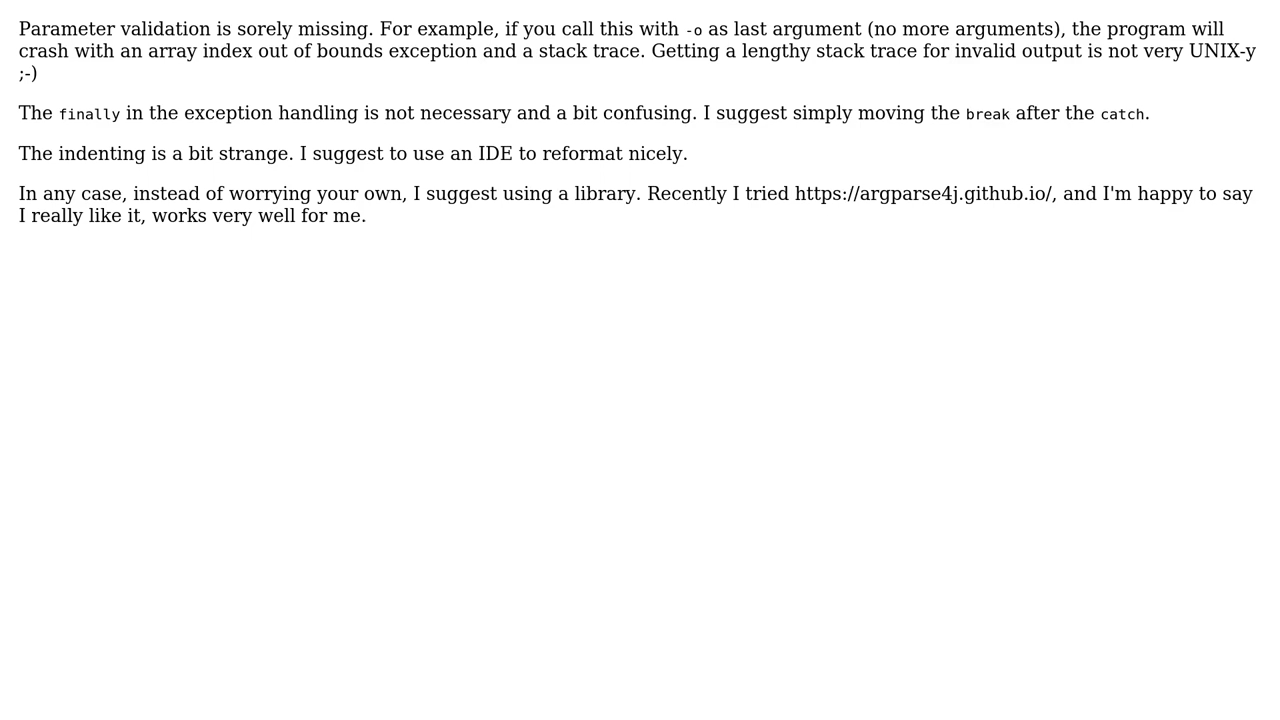 Parameter validation is sorely missing. For example, if you call this with -o as last argument (no more arguments), the program will
crash with an array index out of bounds exception and a stack trace. Getting a lengthy stack trace for invalid output is not very UNIX-y
;-)
The finally in the exception handling is not necessary and a bit confusing. I suggest simply moving the break after the catch.
The indenting is a bit strange. I suggest to use an IDE to reformat nicely.
In any case, instead of worrying your own, I suggest using a library. Recently I tried https://argparse4j.github.io/, and I'm happy to say
I really like it, works very well for me.